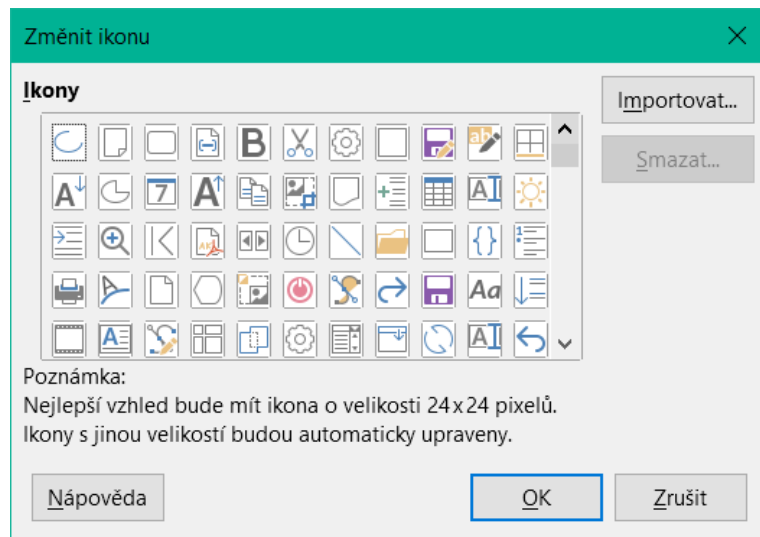 Změnit ikonu
Ikony
Importovat...
Smazat...
Poznámka:
Nejlepší vzhled bude mít ikona o velikosti 24x24 pixelů.
Ikony s jinou velikostí budou automaticky upraveny.
Nápověda
OK
Zrušit